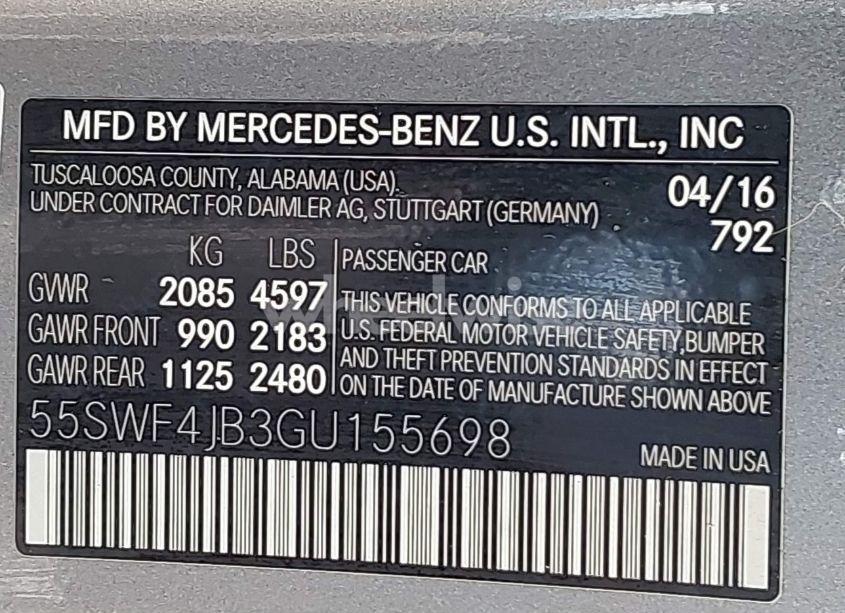 MFD BY MERCEDES-BENZ U.S. INTL., INC
TUSCALOOSA COUNTY, ALABAMA (USA).
UNDER CONTRACT FOR DAIMLER AG, STUTTGART (GERMANY)
04/16
792
KG LBS
GVWR 2085 4597
GAWR FRONT 990 2183
GAWR REAR 1125 2480
PASSENGER CAR
THIS VEHICLE CONFORMS TO ALL APPLICABLE
U.S. FEDERAL MOTOR VEHICLE SAFETY,BUMPER
AND THEFT PREVENTION STANDARDS IN EFFECT
ON THE DATE OF MANUFACTURE SHOWN ABOVE
55SWF4JB3GU155698
MADE IN USA